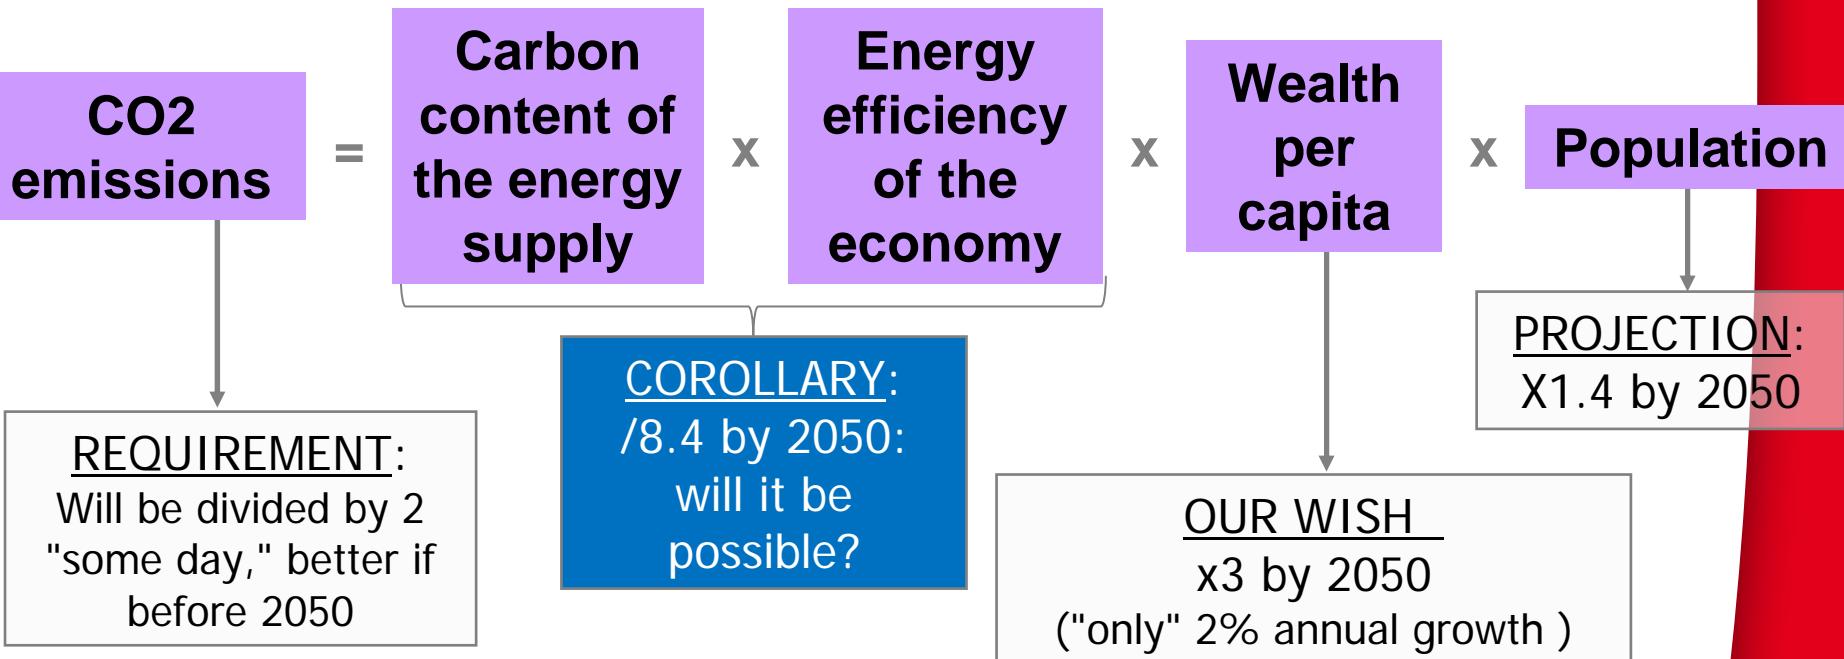 CO2
emissions
=
Carbon
content of
the energy
supply
x
Energy
efficiency
of the
economy
x
Wealth
per
capita
x
Population
REQUIREMENT:
Will be divided by 2
"some day," better if
before 2050
COROLLARY:
/8.4 by 2050:
will it be
possible?
OUR WISH
x3 by 2050
("only" 2% annual growth )
PROJECTION:
X1.4 by 2050